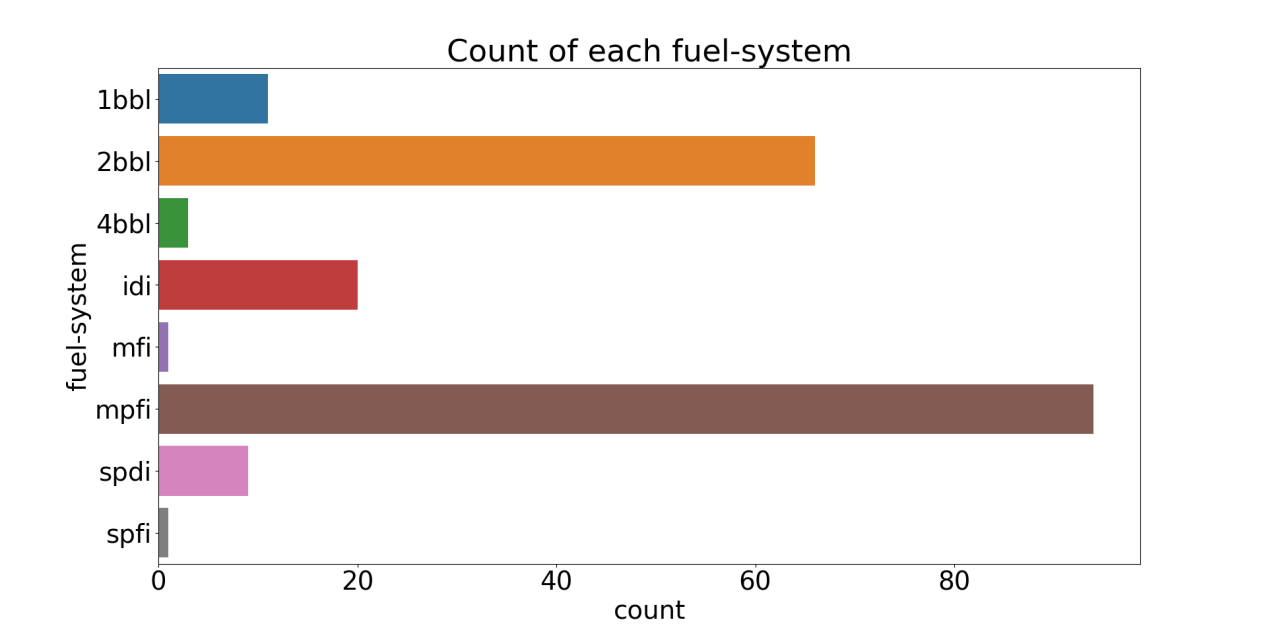 Count of each fuel-system
fuel-system
1bbl
2bbl
4bbl
idi
mfi
mpfi
spdi
spfi
0 20 40 60 80
count